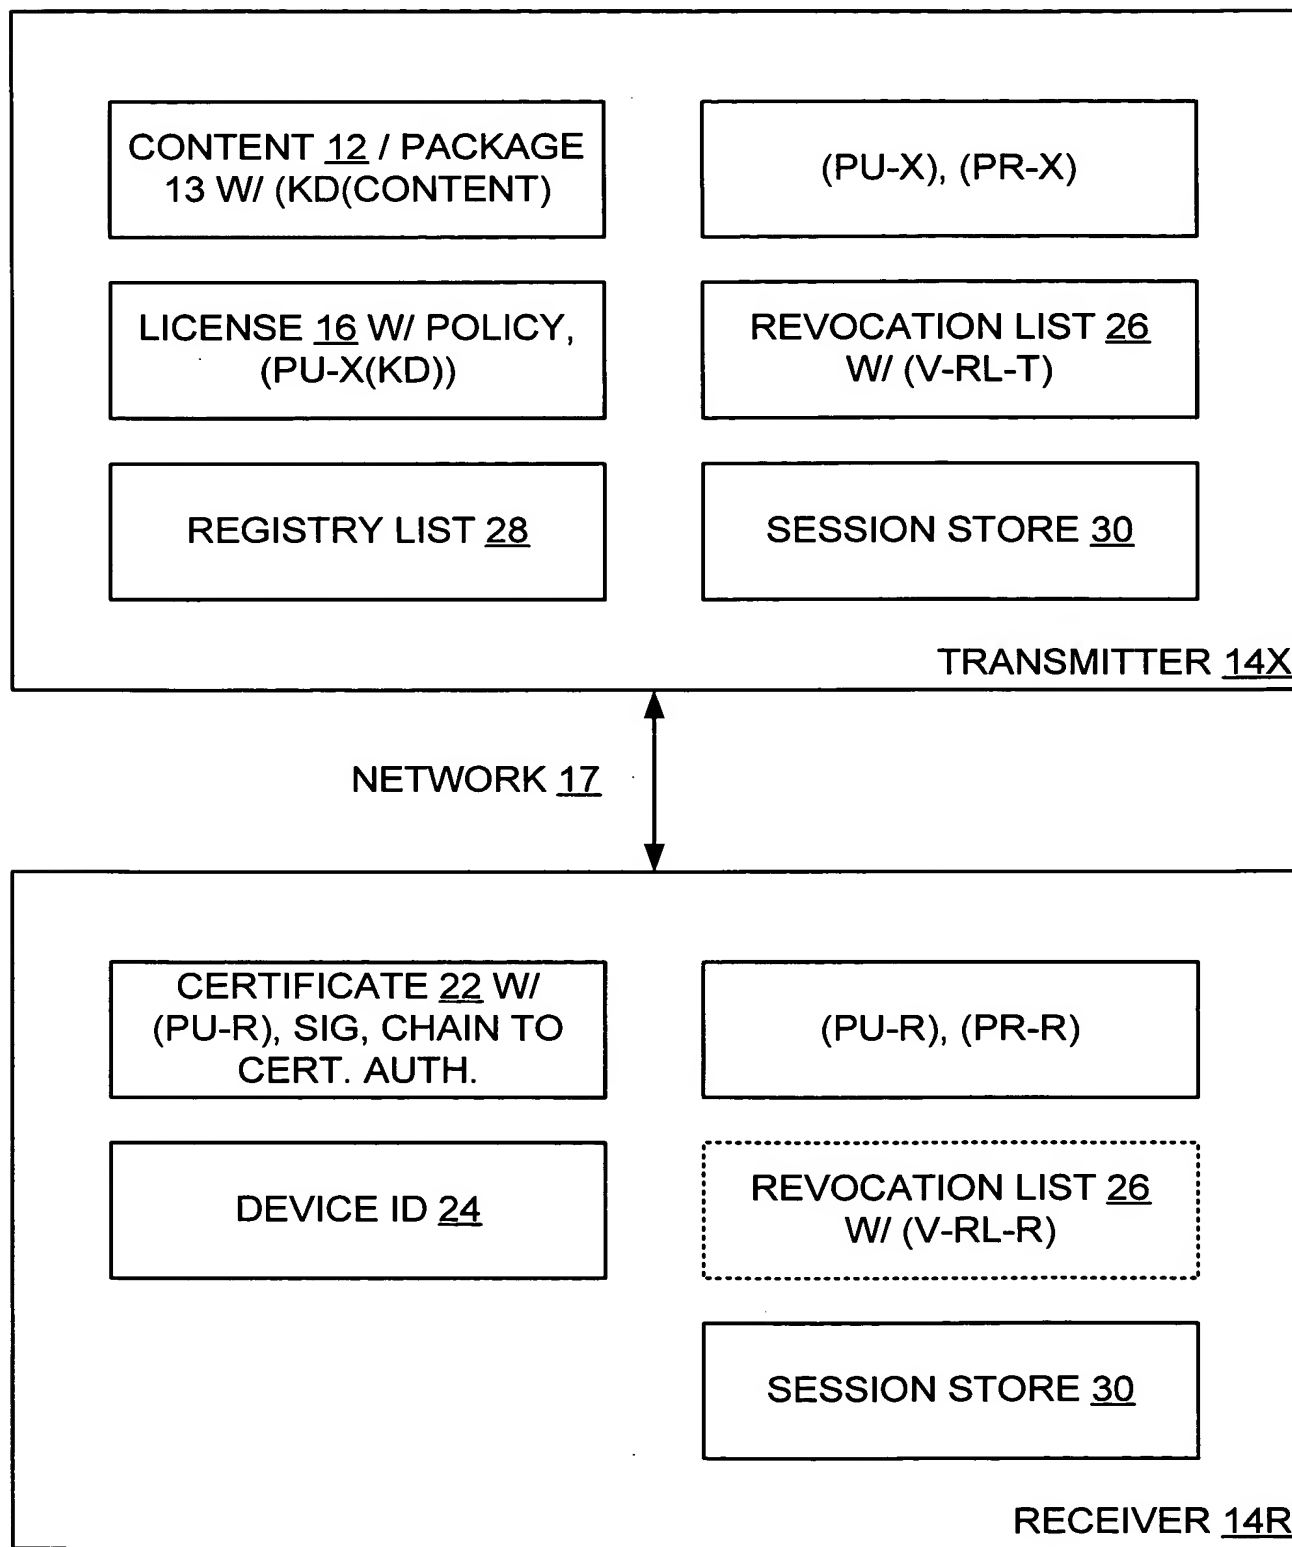 CONTENT 12 / PACKAGE
13 W/ (KD(CONTENT)
(PU-X), (PR-X)
LICENSE 16 W/ POLICY,
(PU-X(KD))
REVOCATION LIST 26
W/ (V-RL-T)
REGISTRY LIST 28
SESSION STORE 30
TRANSMITTER 14X
NETWORK 17
CERTIFICATE 22 W/
(PU-R), SIG, CHAIN TO
CERT. AUTH.
(PU-R), (PR-R)
DEVICE ID 24
REVOCATION LIST 26
W/ (V-RL-R)
SESSION STORE 30
RECEIVER 14R